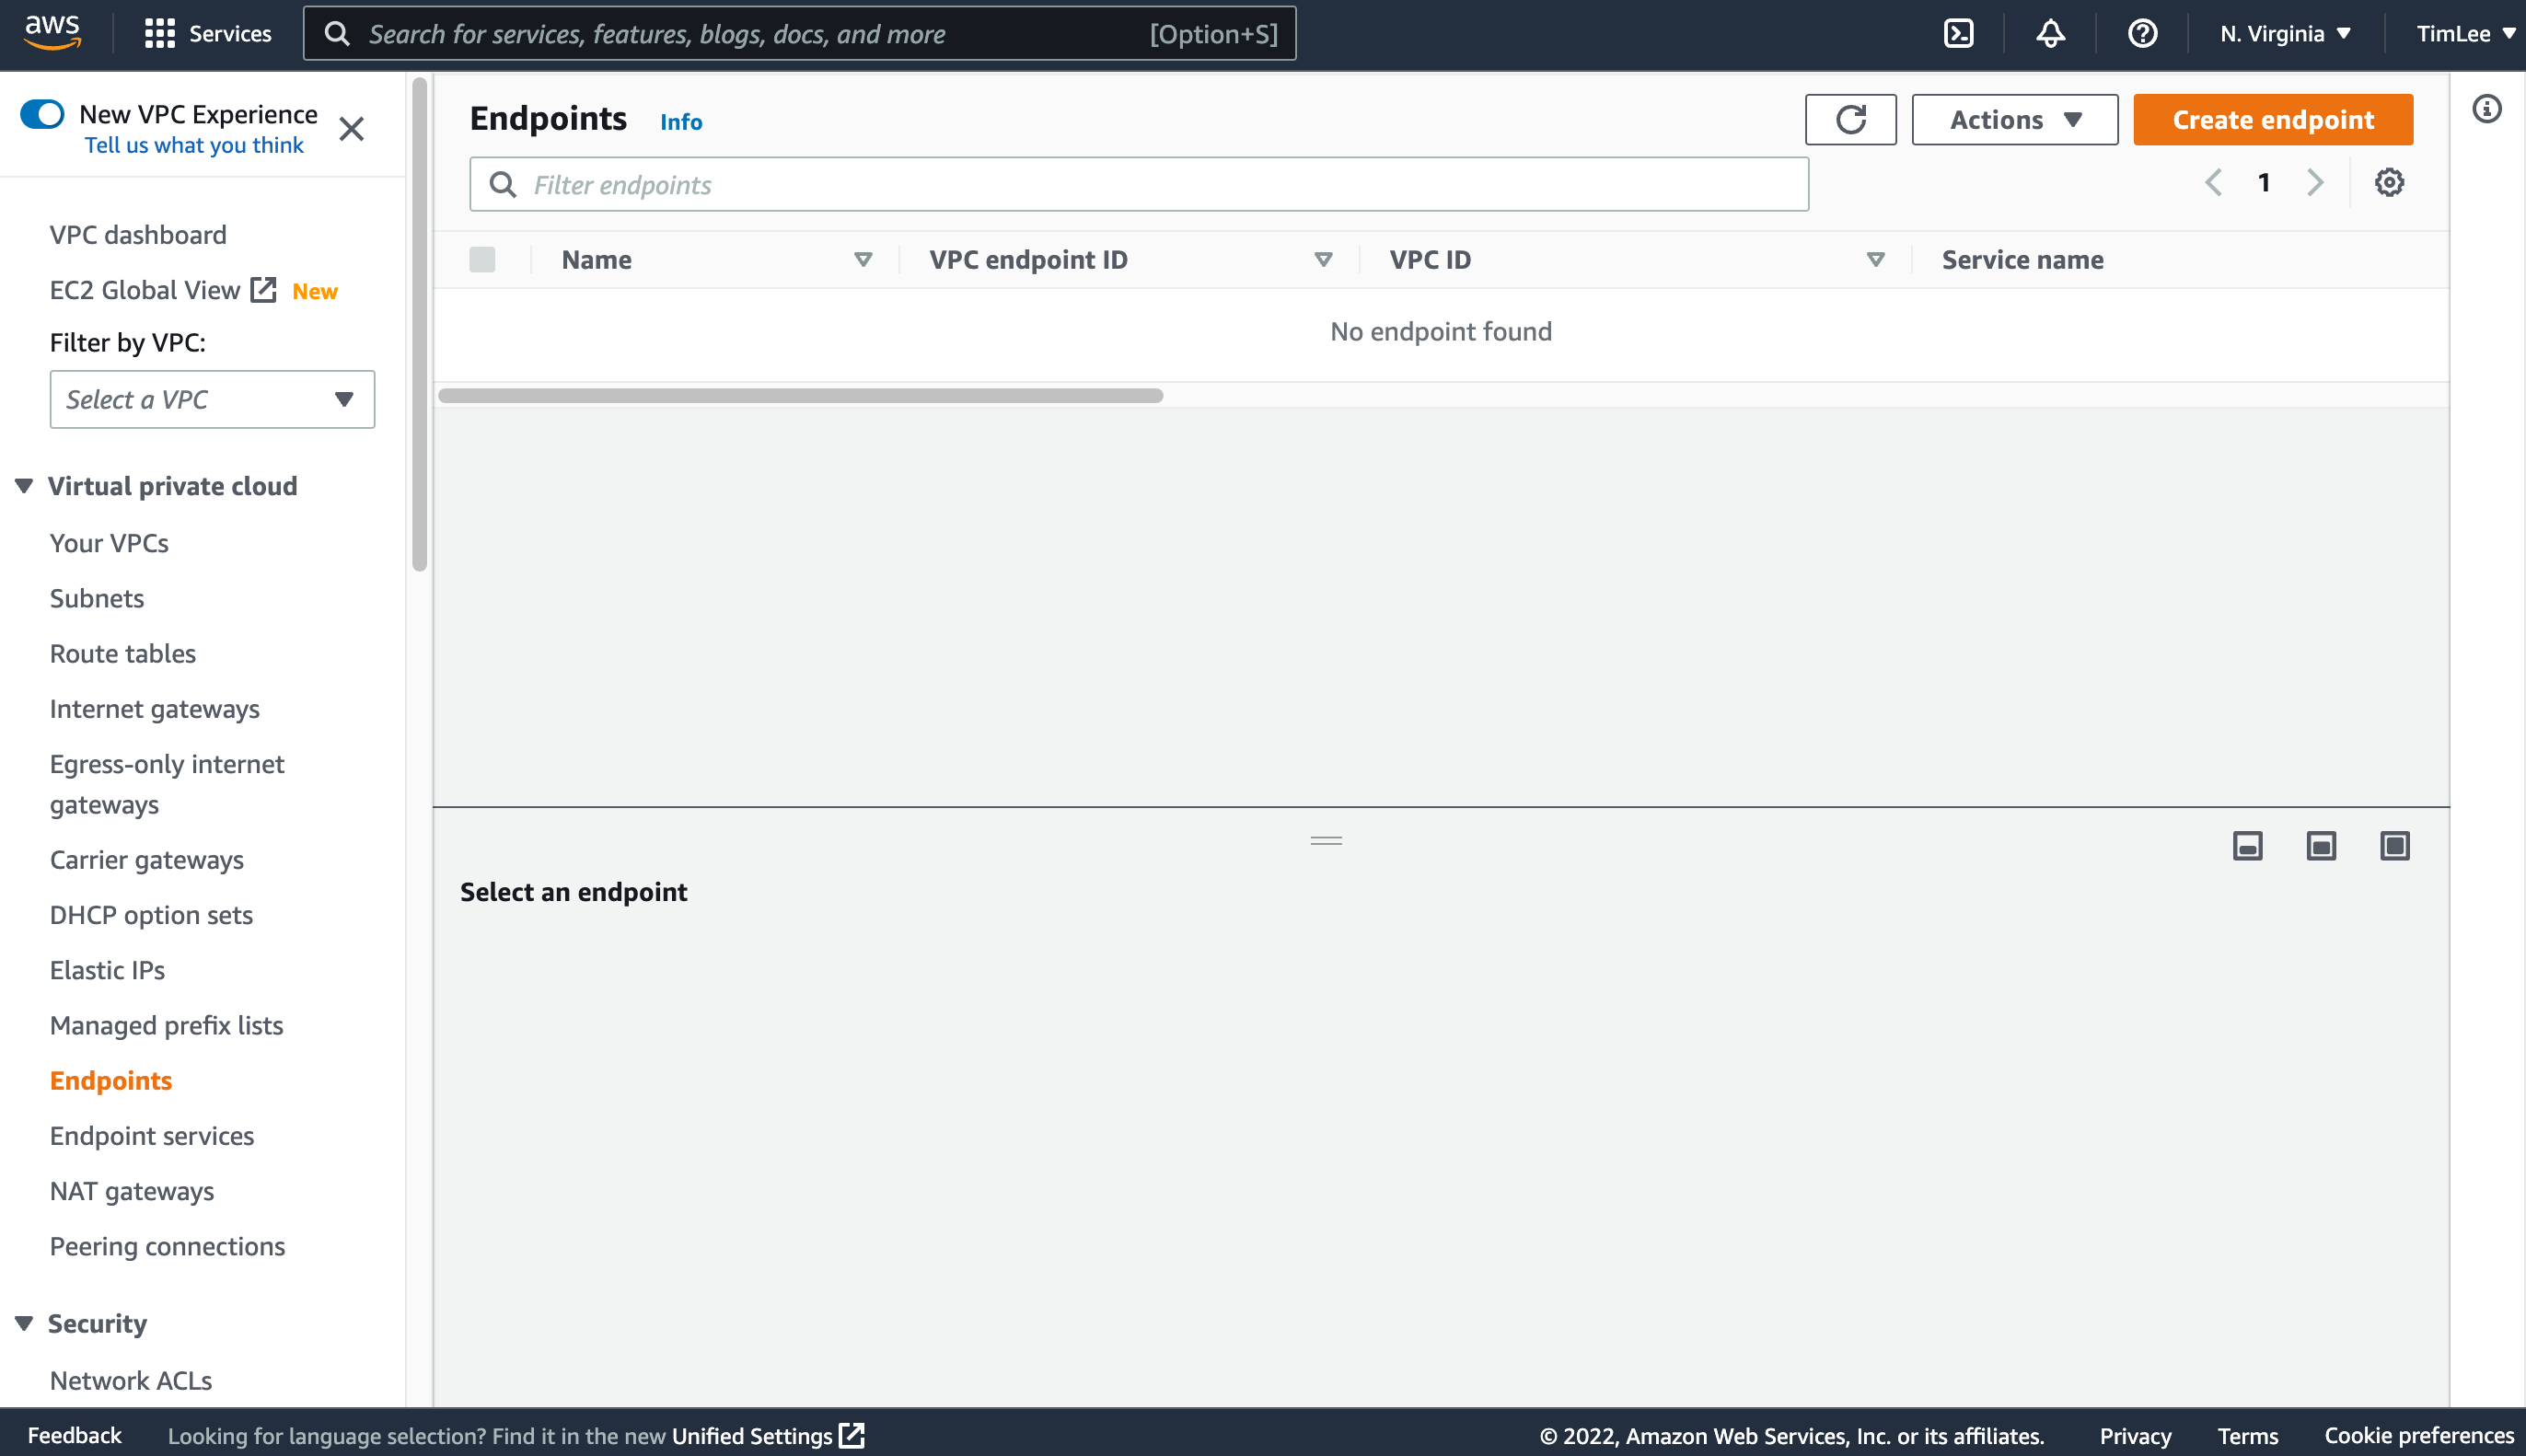 aws Services Search for services, features, blogs, docs, and more [Option+S] N. Virginia TimLee
New VPC Experience
Tell us what you think
VPC dashboard
EC2 Global View New
Filter by VPC:
Select a VPC
Virtual private cloud
Your VPCs
Subnets
Route tables
Internet gateways
Egress-only internet
gateways
Carrier gateways
DHCP option sets
Elastic IPs
Managed prefix lists
Endpoints
Endpoint services
NAT gateways
Peering connections
Security
Network ACLs
Endpoints Info Actions Create endpoint
Filter endpoints 1
Name VPC endpoint ID VPC ID Service name
No endpoint found
Select an endpoint
Feedback Looking for language selection? Find it in the new Unified Settings © 2022, Amazon Web Services, Inc. or its affiliates. Privacy Terms Cookie preferences